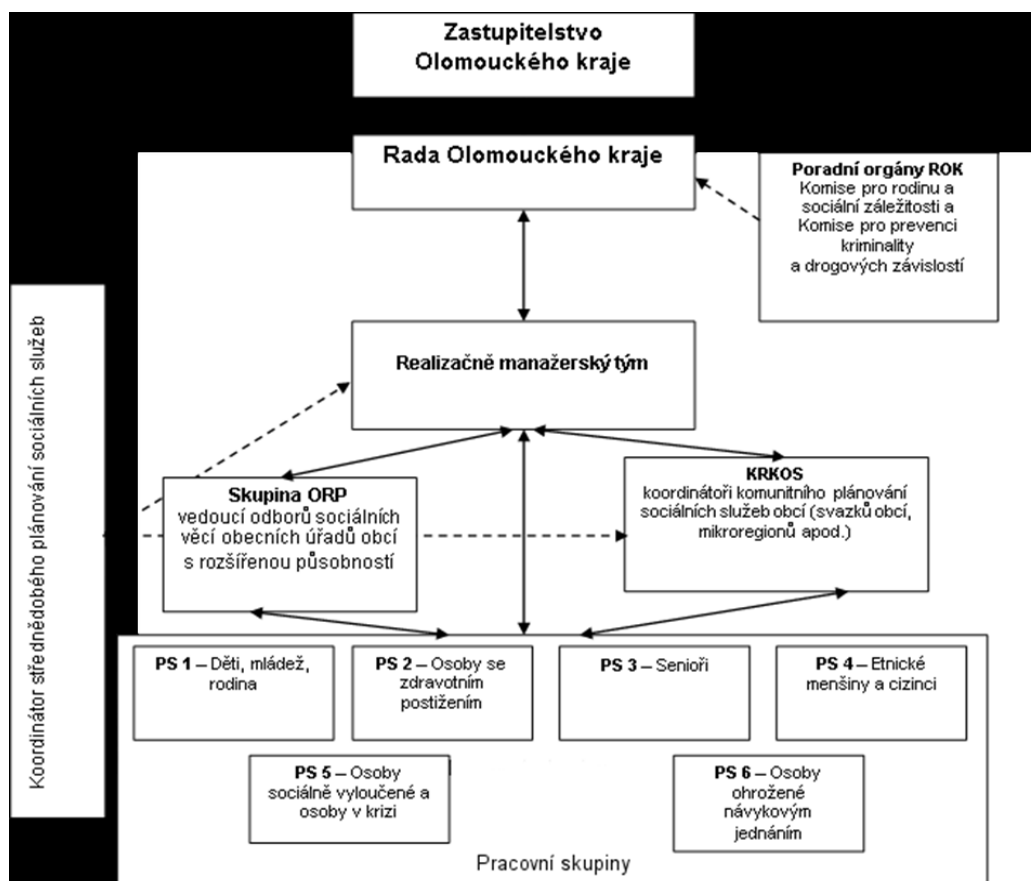 Zastupitelstvo
Olomouckého kraje
Rada Olomouckého kraje
Poradní orgány ROK
Komise pro rodinu a
sociální záležitosti a
Komise pro prevenci
kriminality
a drogových závislostí
Koordinátor střednědobého plánování sociálních služeb
Realizačně manažerský tým
Skupina ORP
vedoucí odborů sociálních
věcí obecních úřadů obcí
s rozšířenou působností
KRKOS
koordinátoři komunitního plánování
sociálních služeb obcí (svazků obcí,
mikroregionů apod.)
PS 1 – Děti, mládež,
rodina
PS 2 – Osoby se
zdravotním
postižením
PS 3 – Senioři
PS 4 – Etnické
menšiny a cizinci
PS 5 – Osoby
sociálně vyloučené a
osoby v krizi
PS 6 – Osoby
ohrožené
návykovým
jednáním
Pracovní skupiny